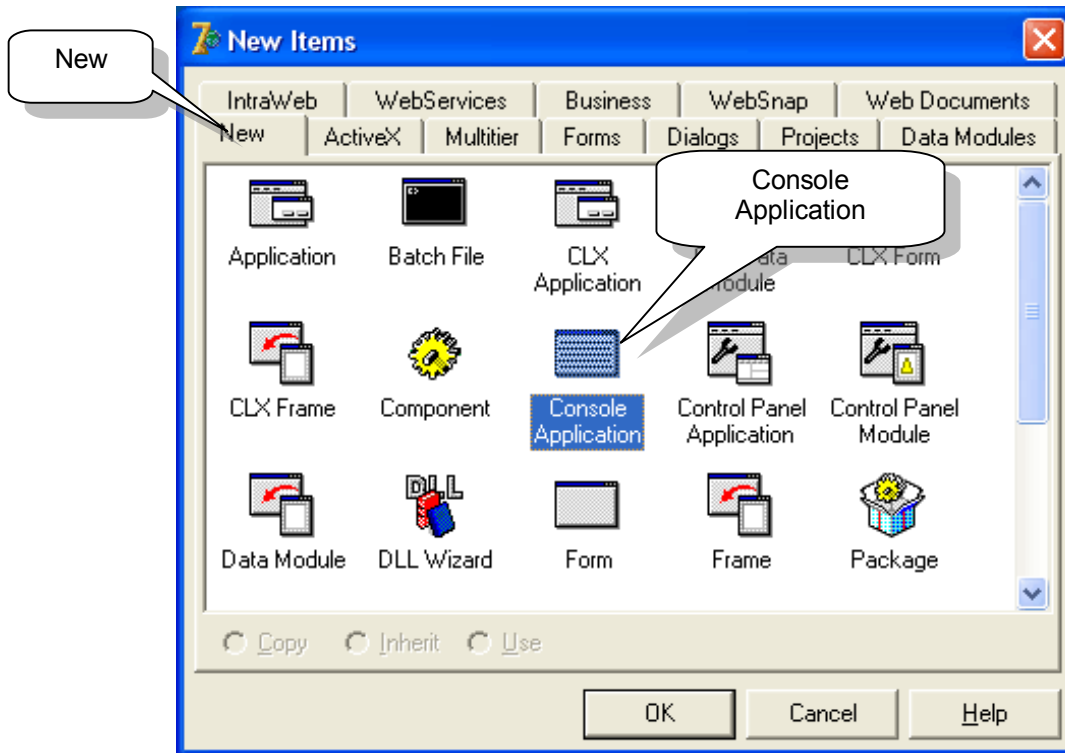 New Items
New
IntraWeb
WebServices
Business
WebSnap
Web Documents
New
ActiveX
Multitier
Forms
Dialogs
Projects
Data Modules
Console
Application
Application
Batch File
CLX
Application
Module
CLX Form
CLX Frame
Component
Console
Application
Control Panel
Application
Control Panel
Module
Data Module
DLL
DLL Wizard
Form
Frame
Package
Copy
Inherit
Use
OK
Cancel
Help